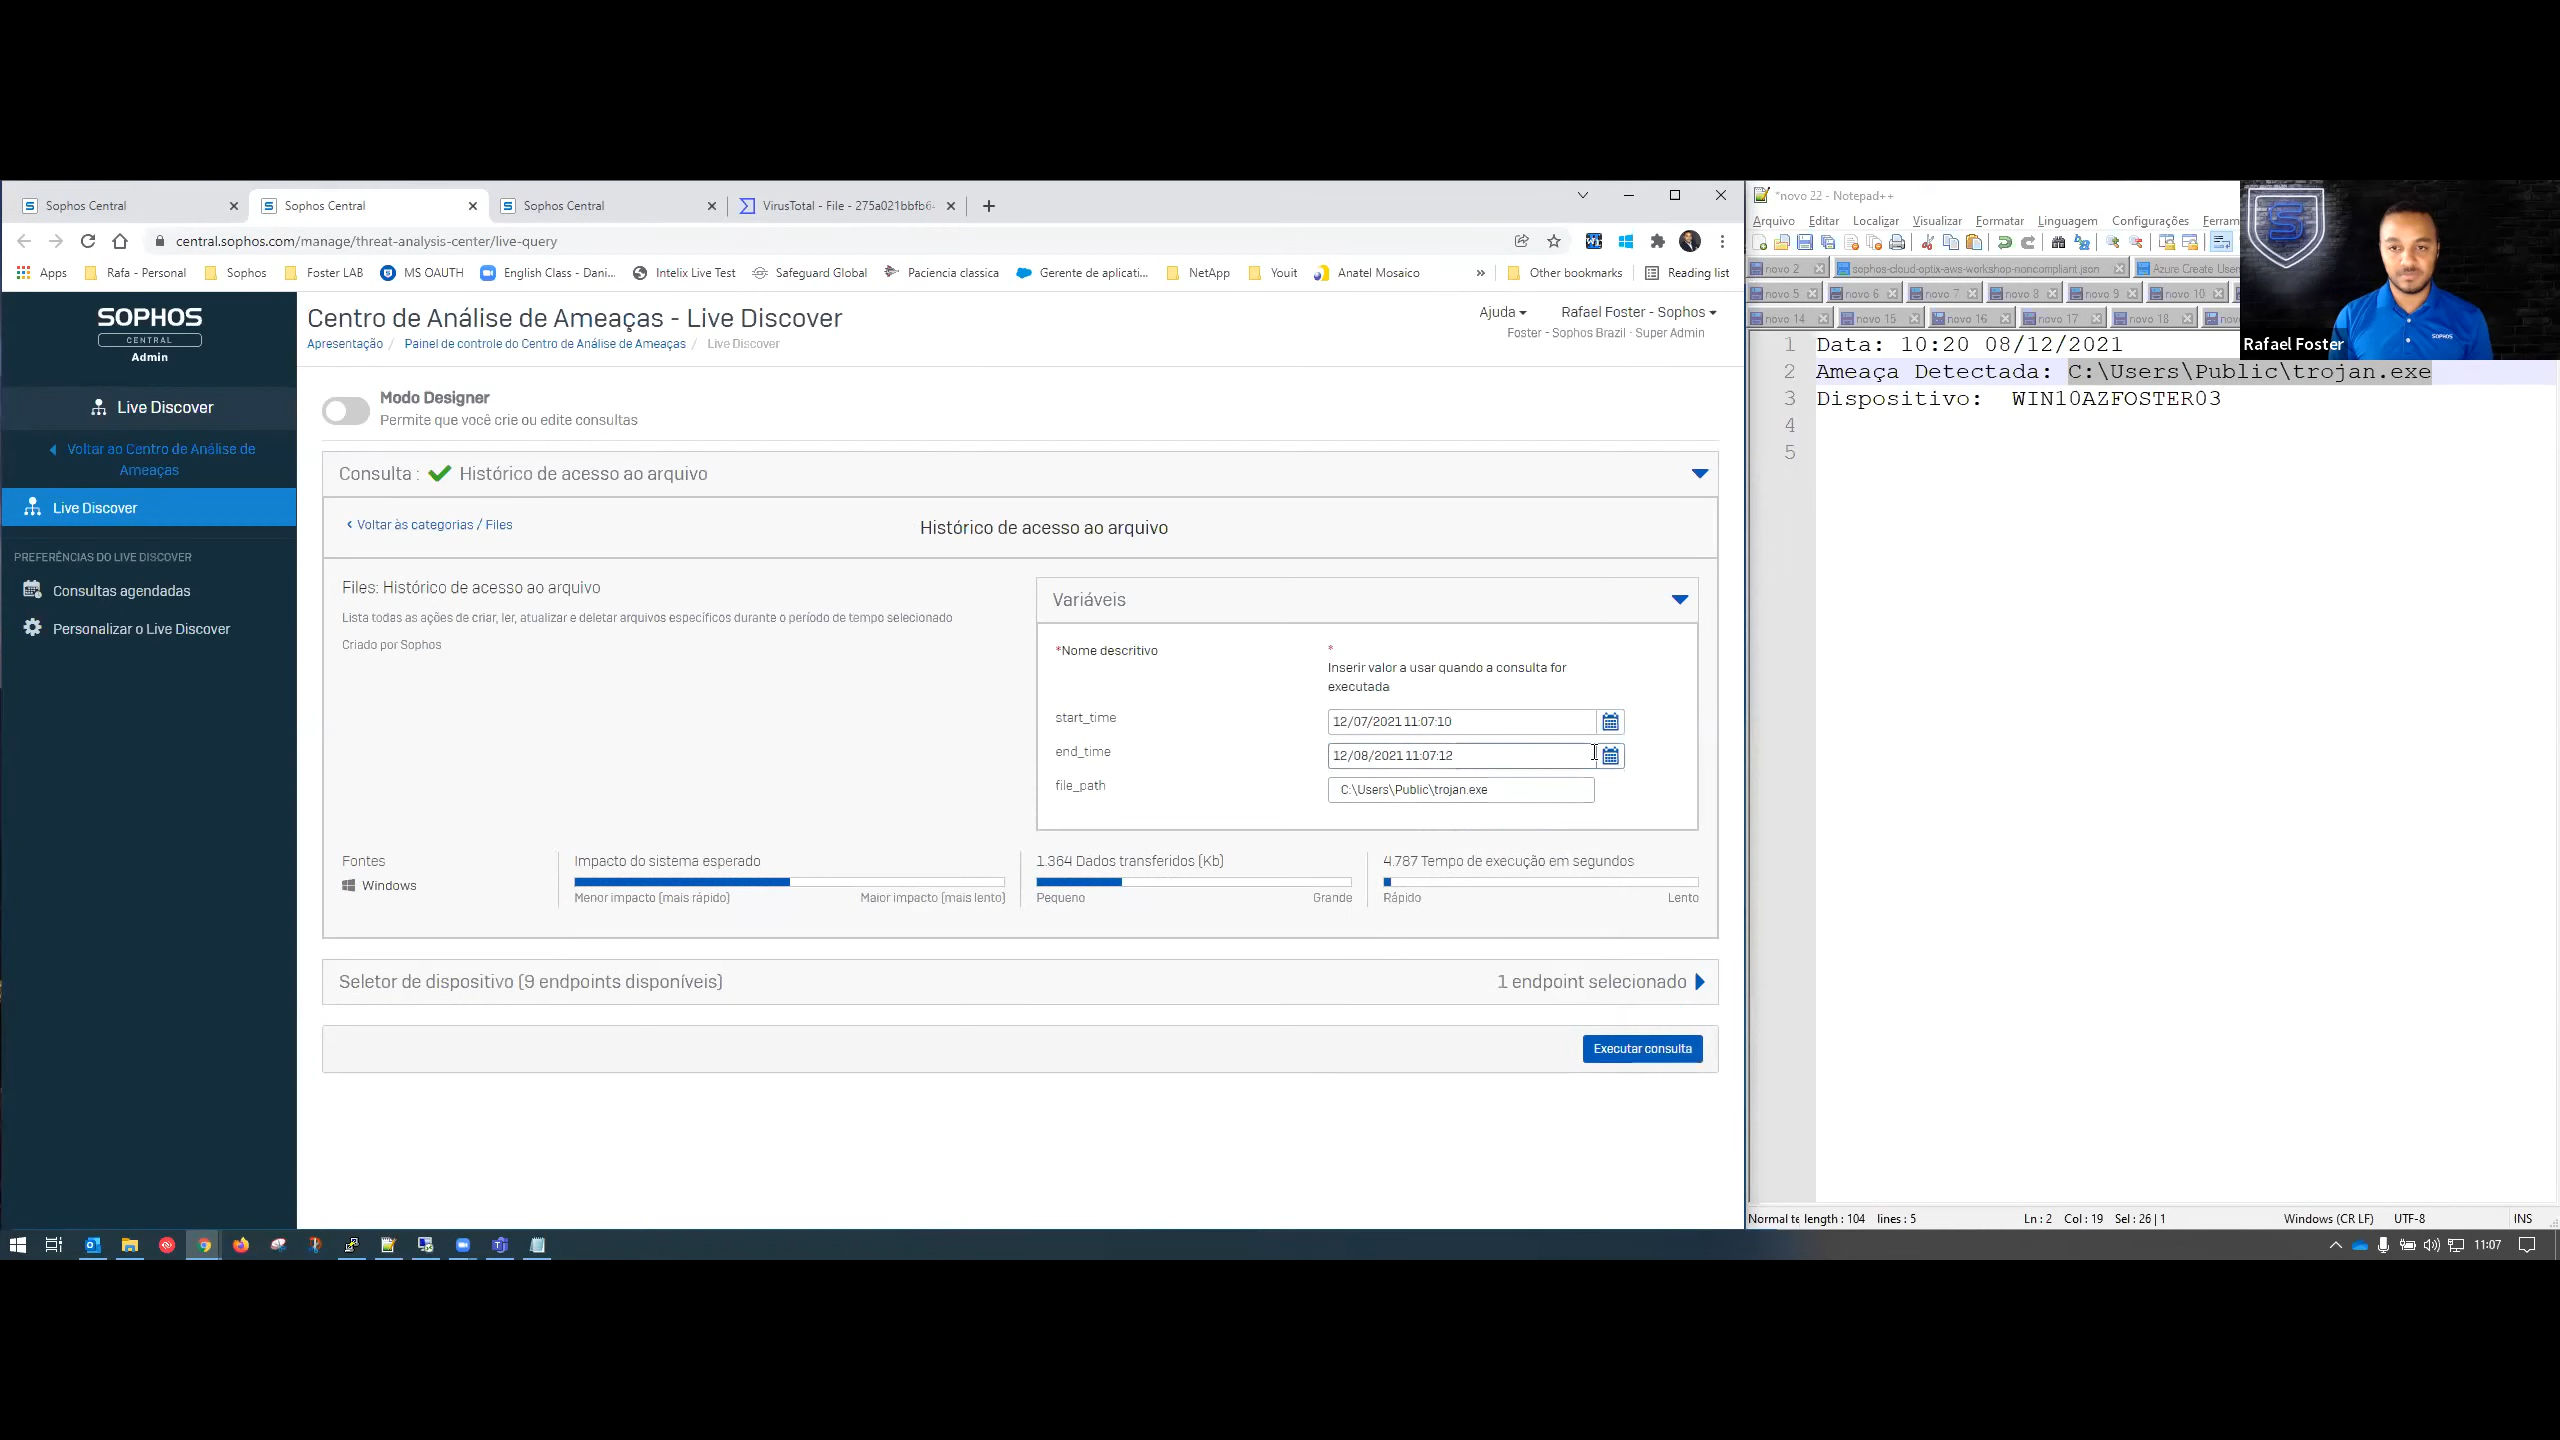 Sophos Central
Sophos Central
Sophos Central
VirusTotal - File - 275a021bbfb6
central.sophos.com/manage/threat-analysis-center/live-query
Apps
Rafa - Personal
Sophos
Foster LAB
MS OAUTH
English Class - Dani...
Intelix Live Test
Safeguard Global
Paciencia classica
Gerente de aplicati...
NetApp
Youit
Anatel Mosaico
»
Other bookmarks
Reading list
SOPHOS
CENTRAL
Admin
Live Discover
Voltar ao Centro de Análise de
Ameaças
Live Discover
PREFERÊNCIAS DO LIVE DISCOVER
Consultas agendadas
Personalizar o Live Discover
Centro de Análise de Ameaças - Live Discover
Apresentação / Painel de controle do Centro de Análise de Ameaças / Live Discover
Ajuda
Rafael Foster - Sophos
Foster - Sophos Brazil · Super Admin
Modo Designer
Permite que você crie ou edite consultas
Consulta : Histórico de acesso ao arquivo
Voltar às categorias / Files
Histórico de acesso ao arquivo
Files: Histórico de acesso ao arquivo
Lista todas as ações de criar, ler, atualizar e deletar arquivos específicos durante o período de tempo selecionado
Criado por Sophos
Variáveis
*Nome descritivo
*
Inserir valor a usar quando a consulta for
executada
start_time
12/07/2021 11:07:10
end_time
12/08/2021 11:07:12
file_path
C:\Users\Public\trojan.exe
Fontes
Windows
Impacto do sistema esperado
Menor impacto (mais rápido)
Maior impacto (mais lento)
1.364 Dados transferidos (Kb)
Pequeno
Grande
4.787 Tempo de execução em segundos
Rápido
Lento
Seletor de dispositivo (9 endpoints disponíveis)
1 endpoint selecionado
Executar consulta
*novo 22 - Notepad++
Arquivo Editar Localizar Visualizar Formatar Linguagem Configurações Ferram
novo 2
sophos-cloud-optix-aws-workshop-noncompliant.json
Azure Create User
novo 5
novo 6
novo 7
novo 8
novo 9
novo 10
novo 14
novo 15
novo 16
novo 17
novo 18
1 Data: 10:20 08/12/2021
2 Ameaça Detectada: C:\Users\Public\trojan.exe
3 Dispositivo: WIN10AZFOSTER03
4
5
SOPHOS
Rafael Foster
Normal te length : 104 lines : 5
Ln : 2 Col : 19 Sel : 26 | 1
Windows (CR LF)
UTF-8
INS
11:07